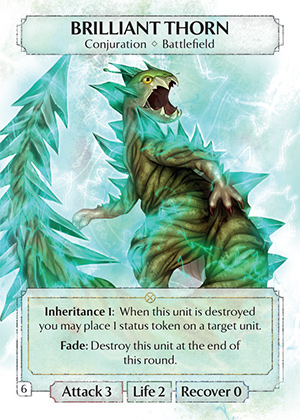 BRILLIANT THORN
Conjuration ◇ Battlefield
Inheritance 1: When this unit is destroyed
you may place 1 status token on a target unit.
Fade: Destroy this unit at the end of
this round.
6
Attack 3 Life 2 Recover 0